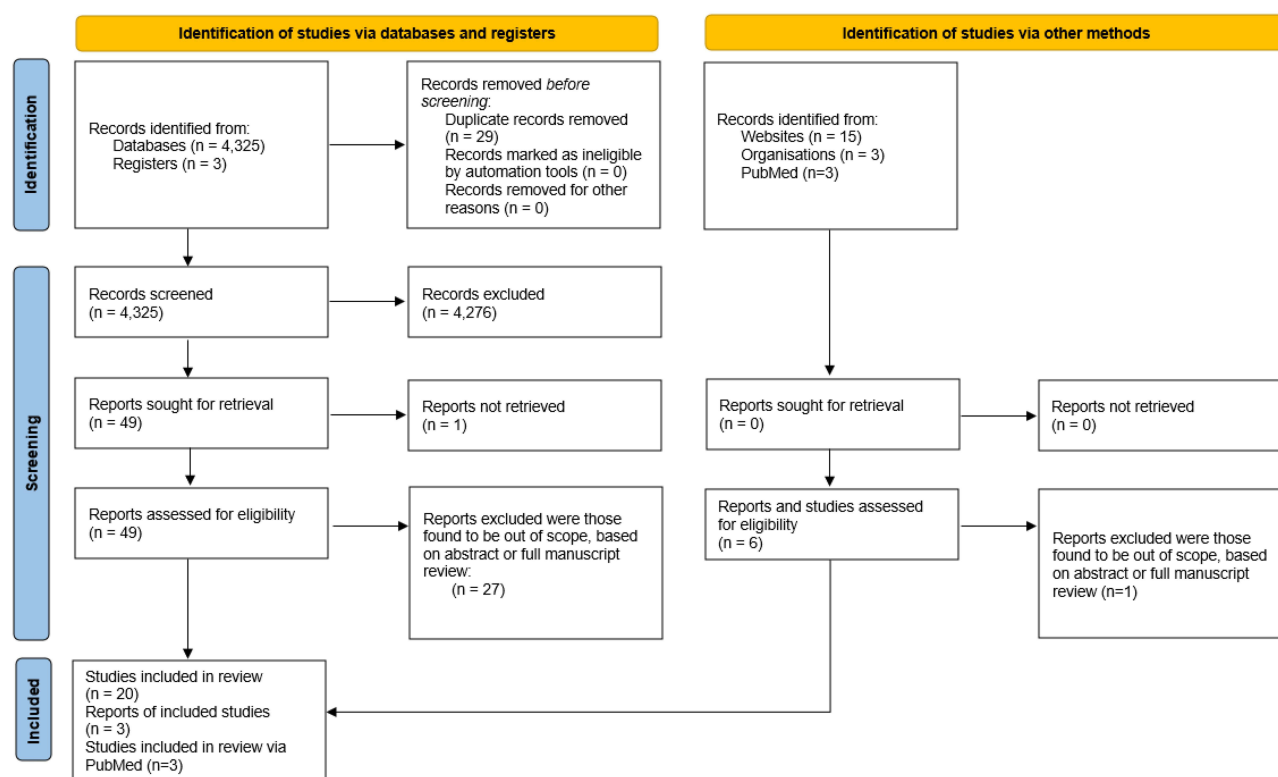 Identification of studies via databases and registers
Identification of studies via other methods
Identification
Records identified from:
Databases (n = 4,325)
Registers (n = 3)
Records removed before
screening:
Duplicate records removed
(n = 29)
Records marked as ineligible
by automation tools (n = 0)
Records removed for other
reasons (n = 0)
Records identified from:
Websites (n = 15)
Organisations (n = 3)
PubMed (n=3)
Screening
Records screened
(n = 4,325)
Records excluded
(n = 4,276)
Reports sought for retrieval
(n = 49)
Reports not retrieved
(n = 1)
Reports sought for retrieval
(n = 0)
Reports not retrieved
(n = 0)
Reports assessed for eligibility
(n = 49)
Reports excluded were those
found to be out of scope, based
on abstract or full manuscript
review:
(n = 27)
Reports and studies assessed
for eligibility
(n = 6)
Reports excluded were those
found to be out of scope, based
on abstract or full manuscript
review (n=1)
Included
Studies included in review
(n = 20)
Reports of included studies
(n = 3)
Studies included in review via
PubMed (n=3)